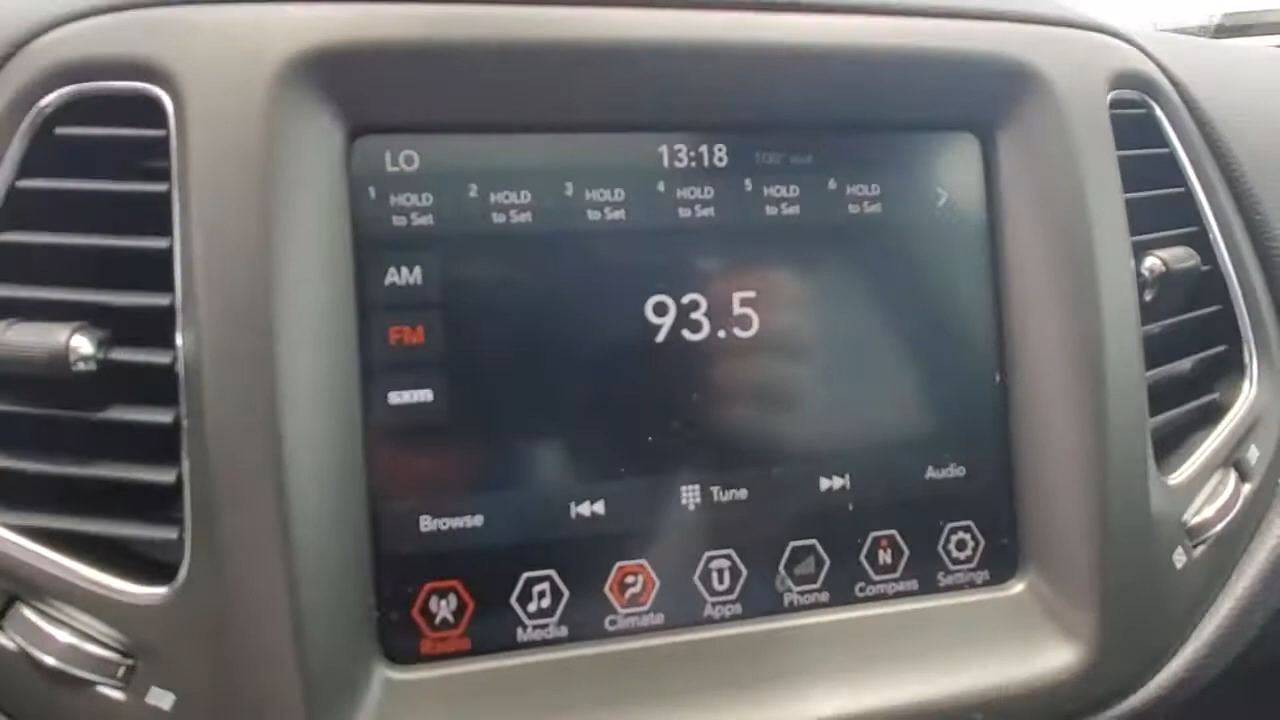 LO
13:18
1 HOLD to Set
2 HOLD to Set
3 HOLD to Set
4 HOLD to Set
5 HOLD to Set
6 HOLD to Set
AM
93.5
FM
sxm
Browse
Tune
Audio
Radio
Media
Climate
U
Apps
Phone
N
Compass
Settings